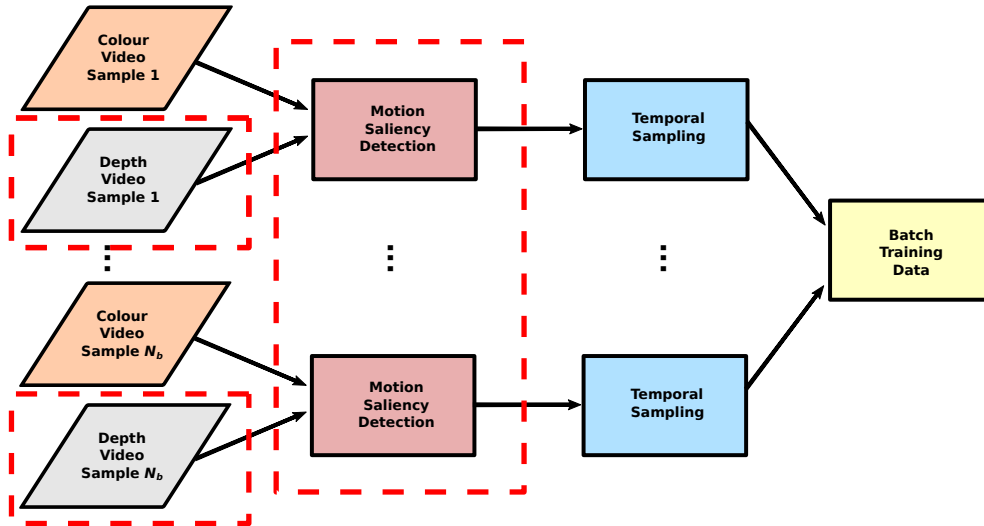 Colour
Video
Sample 1
Depth
Video
Sample 1
Motion
Saliency
Detection
Temporal
Sampling
Batch
Training
Data
Colour
Video
Sample N_b
Depth
Video
Sample N_b
Motion
Saliency
Detection
Temporal
Sampling